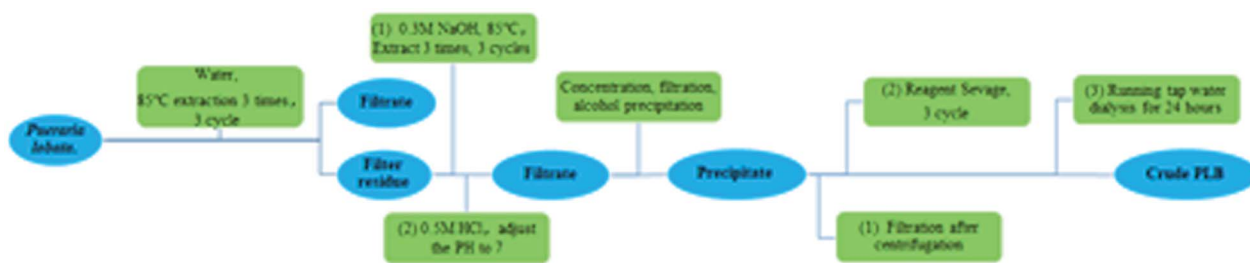 Pueraria
lobate,
Water,
85℃ extraction 3 times,
3 cycle
Filtrate
Filter
residue
(1) 0.3M NaOH, 85℃,
Extract 3 times, 3 cycles
(2) 0.5M HCl, adjust
the PH to 7
Filtrate
Concentration, filtration,
alcohol precipitation
Precipitate
(2) Reagent Sevage,
3 cycle
(1) Filtration after
centrifugation
(3) Running tap water
dialysis for 24 hours
Crude PLB